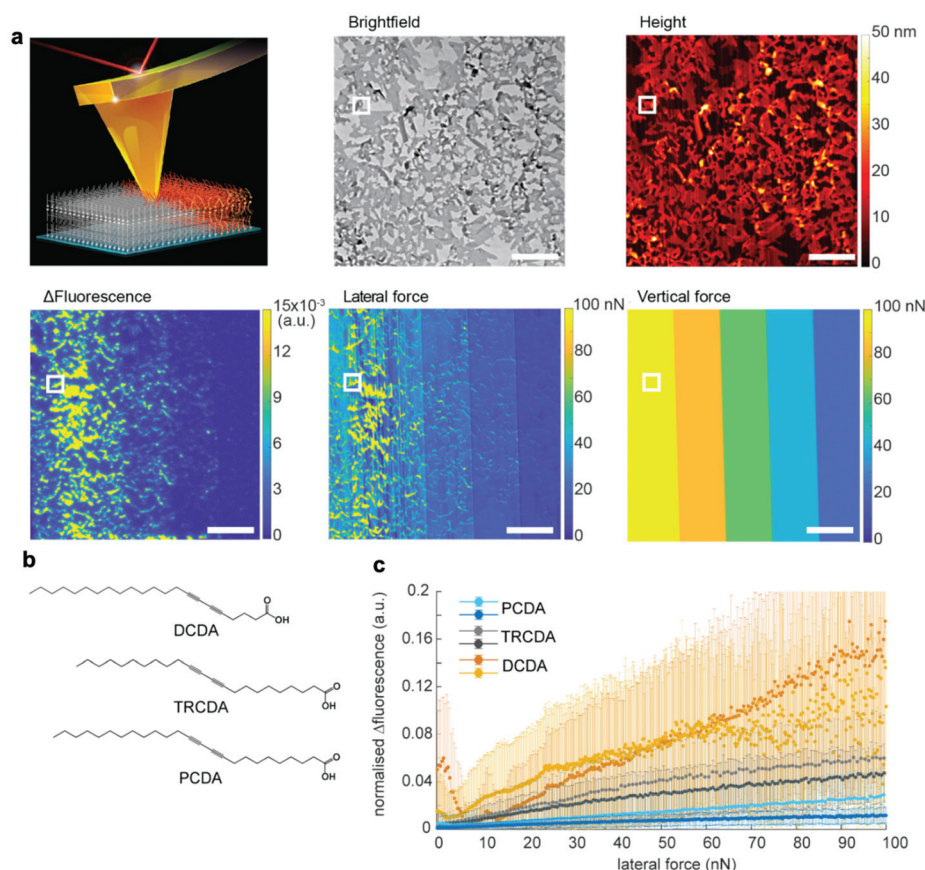 a
Brightfield
Height
50 nm
40
30
20
10
0
ΔFluorescence
15x10⁻³
(a.u.)
12
9
6
3
0
Lateral force
100 nN
80
60
40
20
0
Vertical force
100 nN
80
60
40
20
0
b
O
OH
DCDA
O
OH
TRCDA
O
OH
PCDA
c
normalised Δfluorescence (a.u.)
0.2
0.16
0.12
0.08
0.04
0
PCDA
TRCDA
DCDA
0 10 20 30 40 50 60 70 80 90 100
lateral force (nN)